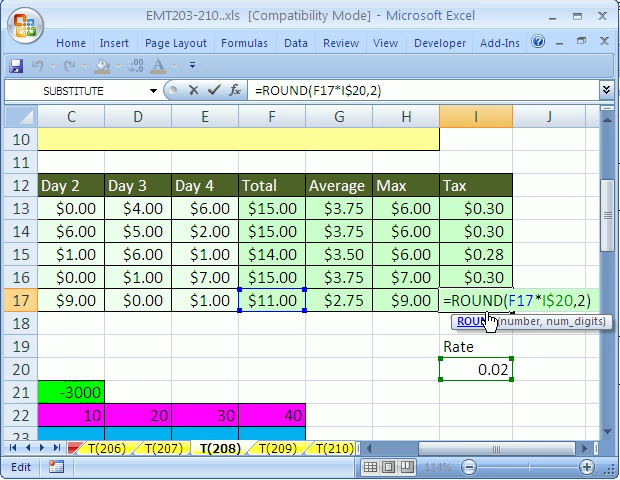 EMT203-210..xls [Compatibility Mode] - Microsoft Excel
Home Insert Page Layout Formulas Data Review View Developer Add-Ins
SUBSTITUTE =ROUND(F17*I$20,2)
C D E F G H I J
10
11
12 Day 2 Day 3 Day 4 Total Average Max Tax
13 $0.00 $4.00 $6.00 $15.00 $3.75 $6.00 $0.30
14 $6.00 $5.00 $2.00 $15.00 $3.75 $6.00 $0.30
15 $1.00 $6.00 $1.00 $14.00 $3.50 $6.00 $0.28
16 $0.00 $1.00 $7.00 $15.00 $3.75 $7.00 $0.30
17 $9.00 $0.00 $1.00 $11.00 $2.75 $9.00 =ROUND(F17*I$20,2)
18 (number, num_digits)
19 Rate
20 0.02
21 -3000
22 10 20 30 40
23
T(206) T(207) T(208) T(209) T(210)
Edit 114%